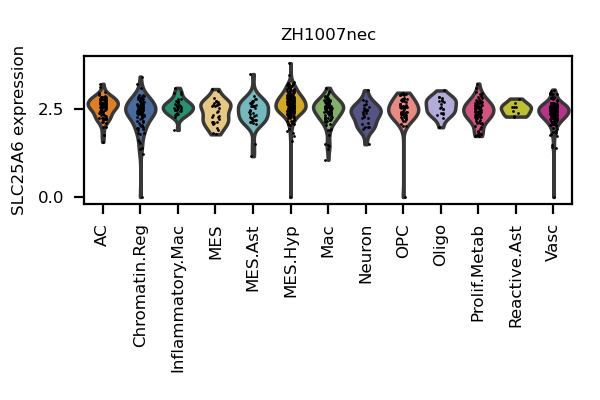 ZH1007nec
SLC25A6 expression
2.5
0.0
AC
Chromatin.Reg
Inflammatory.Mac
MES
MES.Ast
MES.Hyp
Mac
Neuron
OPC
Oligo
Prolif.Metab
Reactive.Ast
Vasc